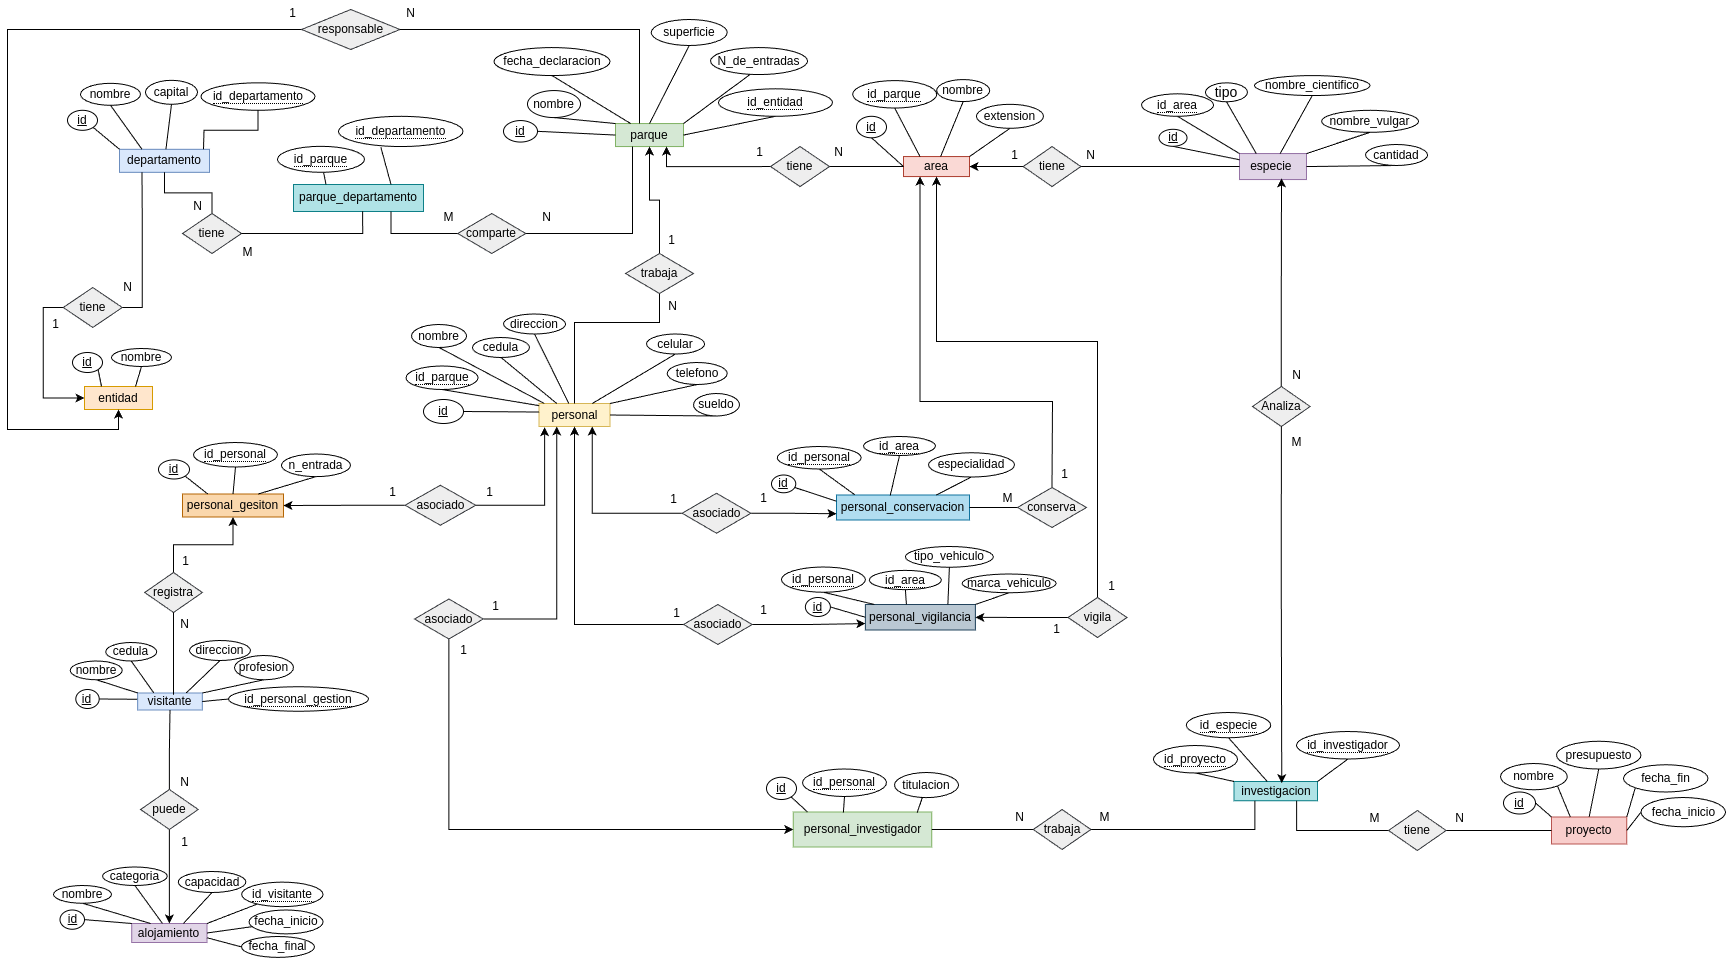 1
N
responsable
superficie
fecha_declaracion
N_de_entradas
nombre
id_entidad
id
parque
nombre
capital
id_departamento
id
departamento
id_departamento
id_parque
parque_departamento
N
tiene
M
M
comparte
N
N
tiene
1
id
nombre
entidad
1
trabaja
N
1
tiene
N
id_parque
nombre
id
extension
area
1
tiene
N
id_area
tipo
nombre_cientifico
id
nombre_vulgar
cantidad
especie
nombre
direccion
cedula
celular
id_parque
telefono
id
sueldo
personal
N
Analiza
M
id_personal
id
n_entrada
personal_gesiton
1
asociado
1
1
asociado
1
id_personal
id_area
id
especialidad
personal_conservacion
M
conserva
1
1
registra
N
1
asociado
1
1
asociado
1
tipo_vehiculo
id_personal
id_area
marca_vehiculo
id
personal_vigilancia
1
vigila
1
cedula
direccion
nombre
profesion
id
id_personal_gestion
visitante
N
puede
1
categoria
capacidad
nombre
id_visitante
id
fecha_inicio
fecha_final
alojamiento
id
id_personal
titulacion
personal_investigador
N
trabaja
M
id_especie
id_proyecto
id_investigador
investigacion
M
tiene
N
presupuesto
nombre
fecha_fin
id
fecha_inicio
proyecto